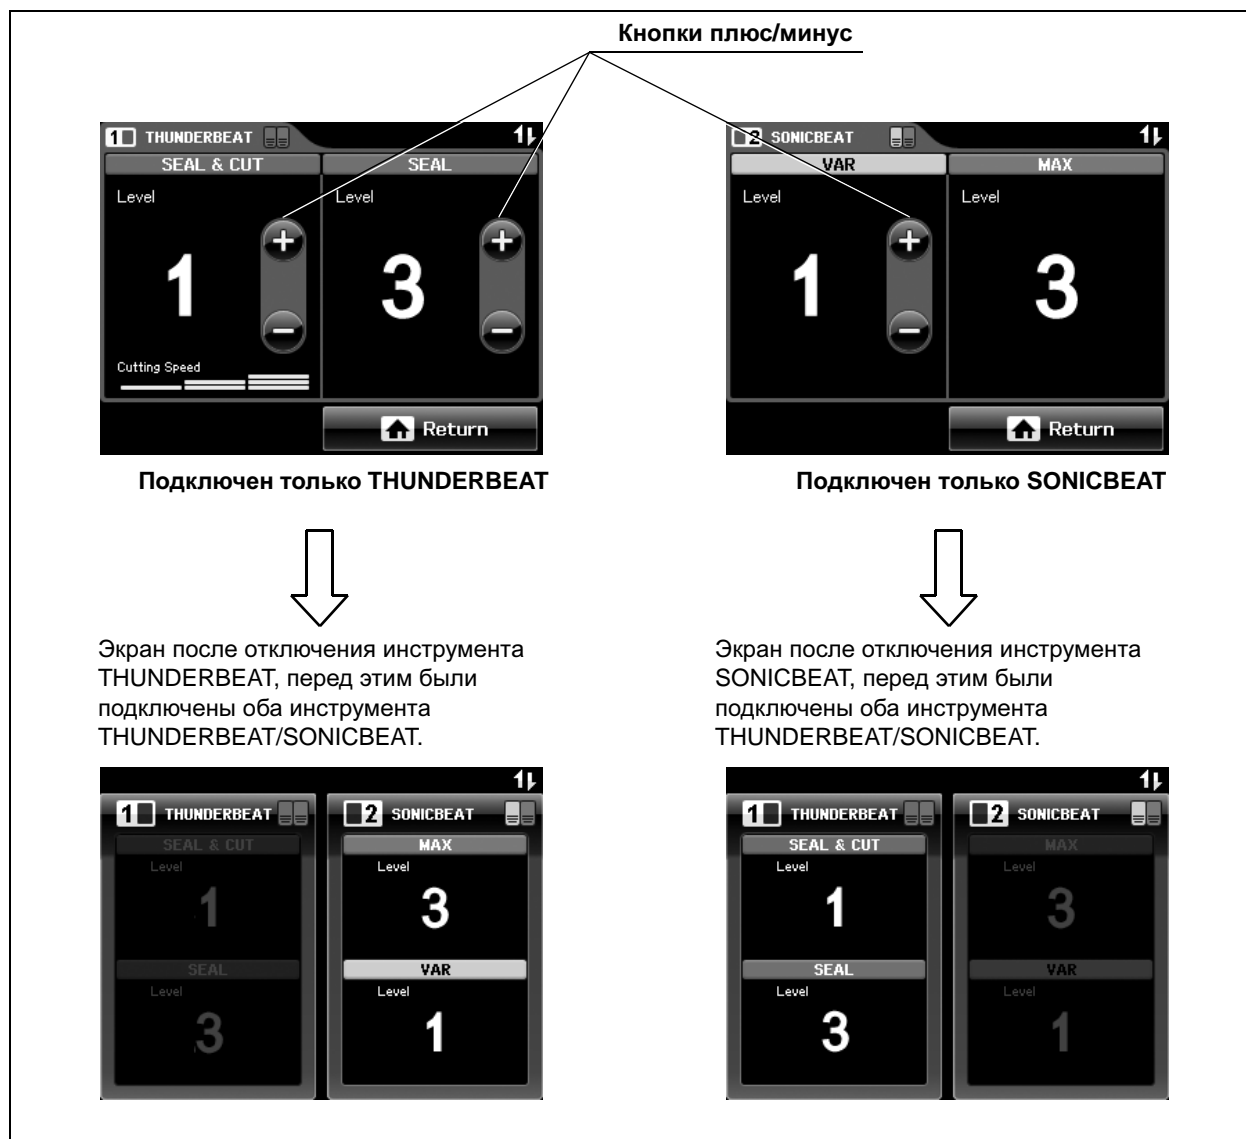 Кнопки плюс/минус
1 THUNDERBEAT
SEAL & CUT SEAL
Level Level
1 3
Cutting Speed
Return
2 SONICBEAT
VAR MAX
Level Level
1 3
Return
Подключен только THUNDERBEAT
Подключен только SONICBEAT
Экран после отключения инструмента
THUNDERBEAT, перед этим были
подключены оба инструмента
THUNDERBEAT/SONICBEAT.
Экран после отключения инструмента
SONICBEAT, перед этим были
подключены оба инструмента
THUNDERBEAT/SONICBEAT.
1 THUNDERBEAT
SEAL & CUT
Level
1
SEAL
Level
3
2 SONICBEAT
MAX
Level
3
VAR
Level
1
1 THUNDERBEAT
SEAL & CUT
Level
1
SEAL
Level
3
2 SONICBEAT
MAX
Level
3
VAR
Level
1